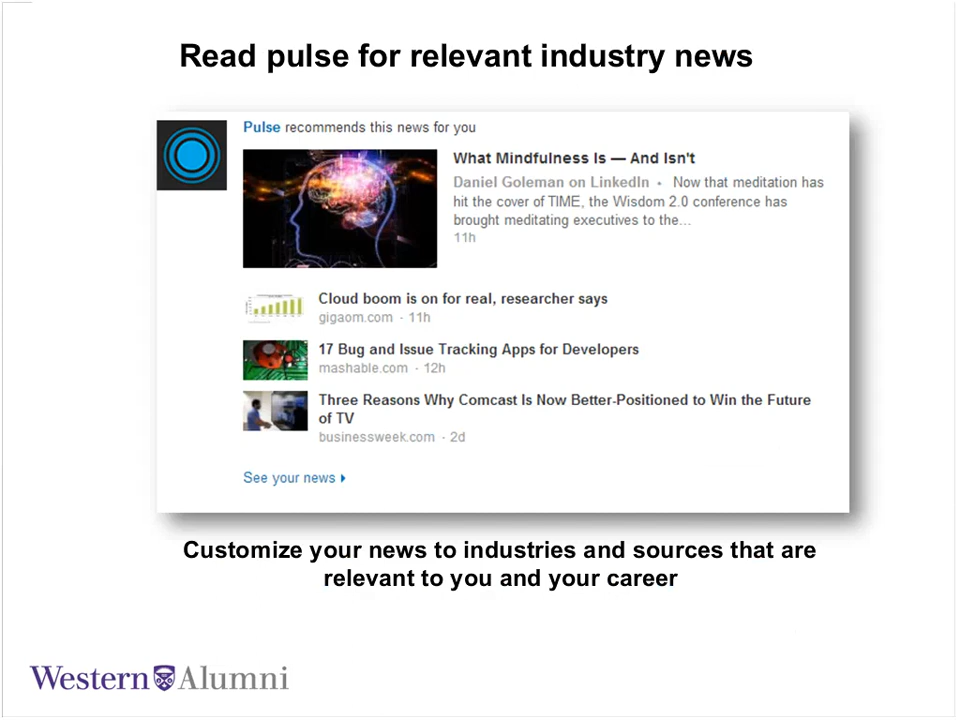 Read pulse for relevant industry news
Pulse recommends this news for you
What Mindfulness Is — And Isn't
Daniel Goleman on LinkedIn • Now that meditation has
hit the cover of TIME, the Wisdom 2.0 conference has
brought meditating executives to the...
11h
Cloud boom is on for real, researcher says
gigaom.com · 11h
17 Bug and Issue Tracking Apps for Developers
mashable.com · 12h
Three Reasons Why Comcast Is Now Better-Positioned to Win the Future
of TV
businessweek.com · 2d
See your news
Customize your news to industries and sources that are
relevant to you and your career
Western Alumni